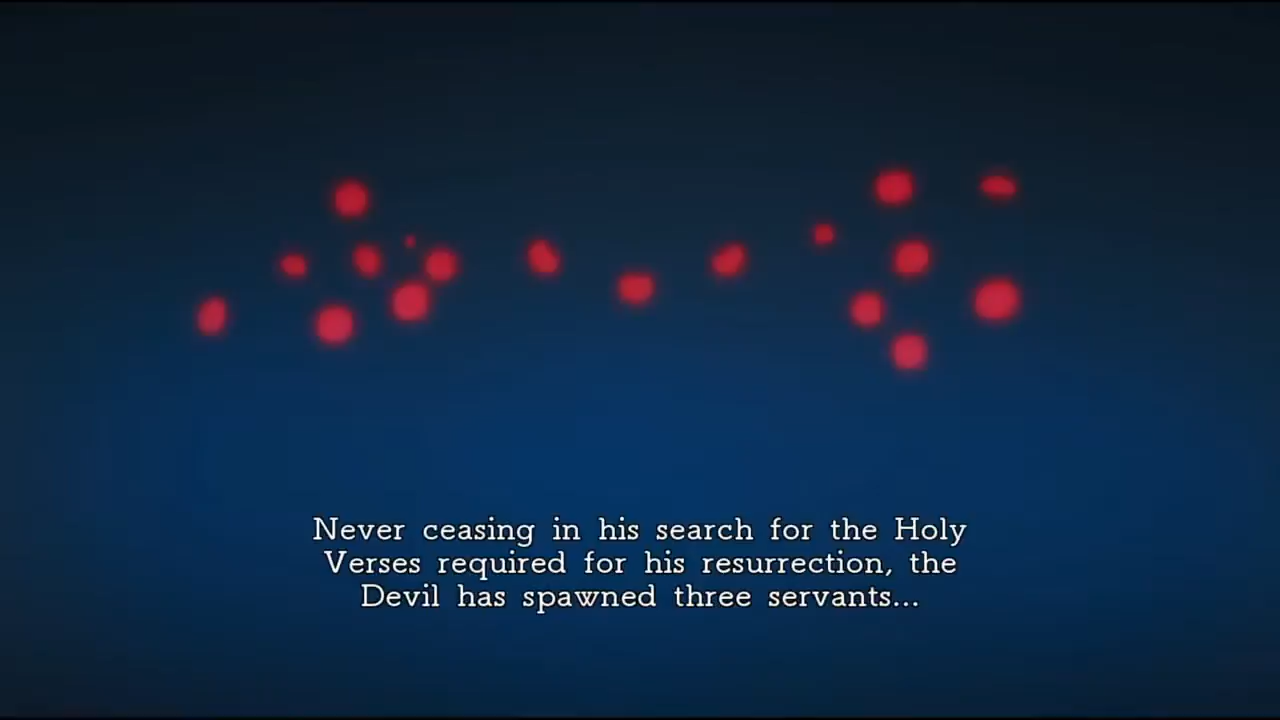 Never ceasing in his search for the Holy
Verses required for his resurrection, the
Devil has spawned three servants...